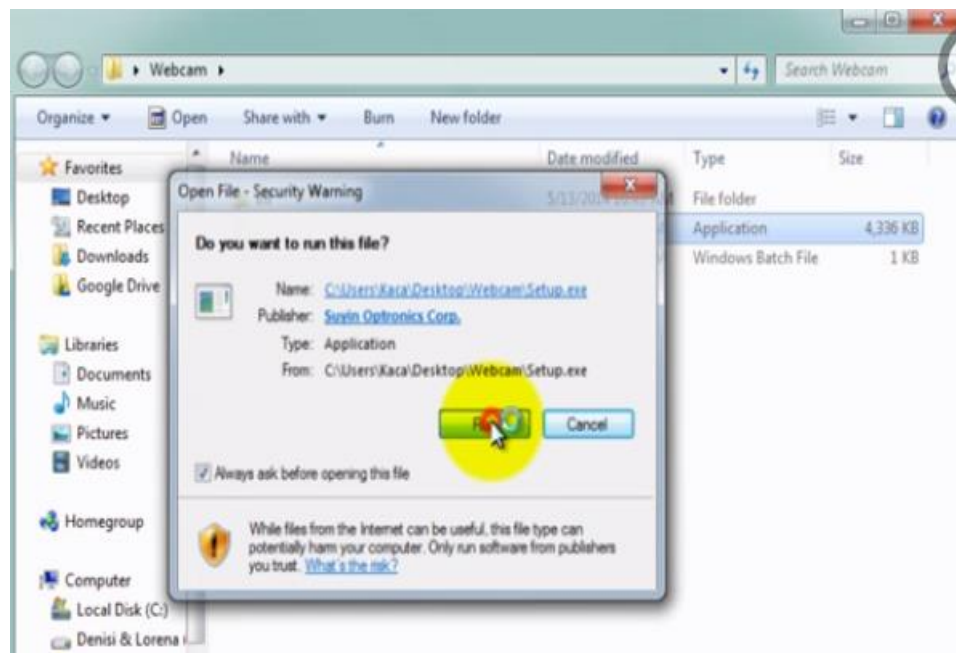 Webcam
Search Webcam
Organize
Open
Share with
Burn
New folder
Name
Date modified
Type
Size
Favorites
Desktop
Recent Places
Downloads
Google Drive
Libraries
Documents
Music
Pictures
Videos
Homegroup
Computer
Local Disk (C:)
Denisi & Lorena
File folder
Application 4,336 KB
Windows Batch File 1 KB
Open File - Security Warning
Do you want to run this file?
Name: C:\Users\Kaca\Desktop\Webcam\Setup.exe
Publisher: Suyin Optronics Corp.
Type: Application
From: C:\Users\Kaca\Desktop\Webcam\Setup.exe
Cancel
Always ask before opening this file
While files from the Internet can be useful, this file type can
potentially harm your computer. Only run software from publishers
you trust. What's the risk?